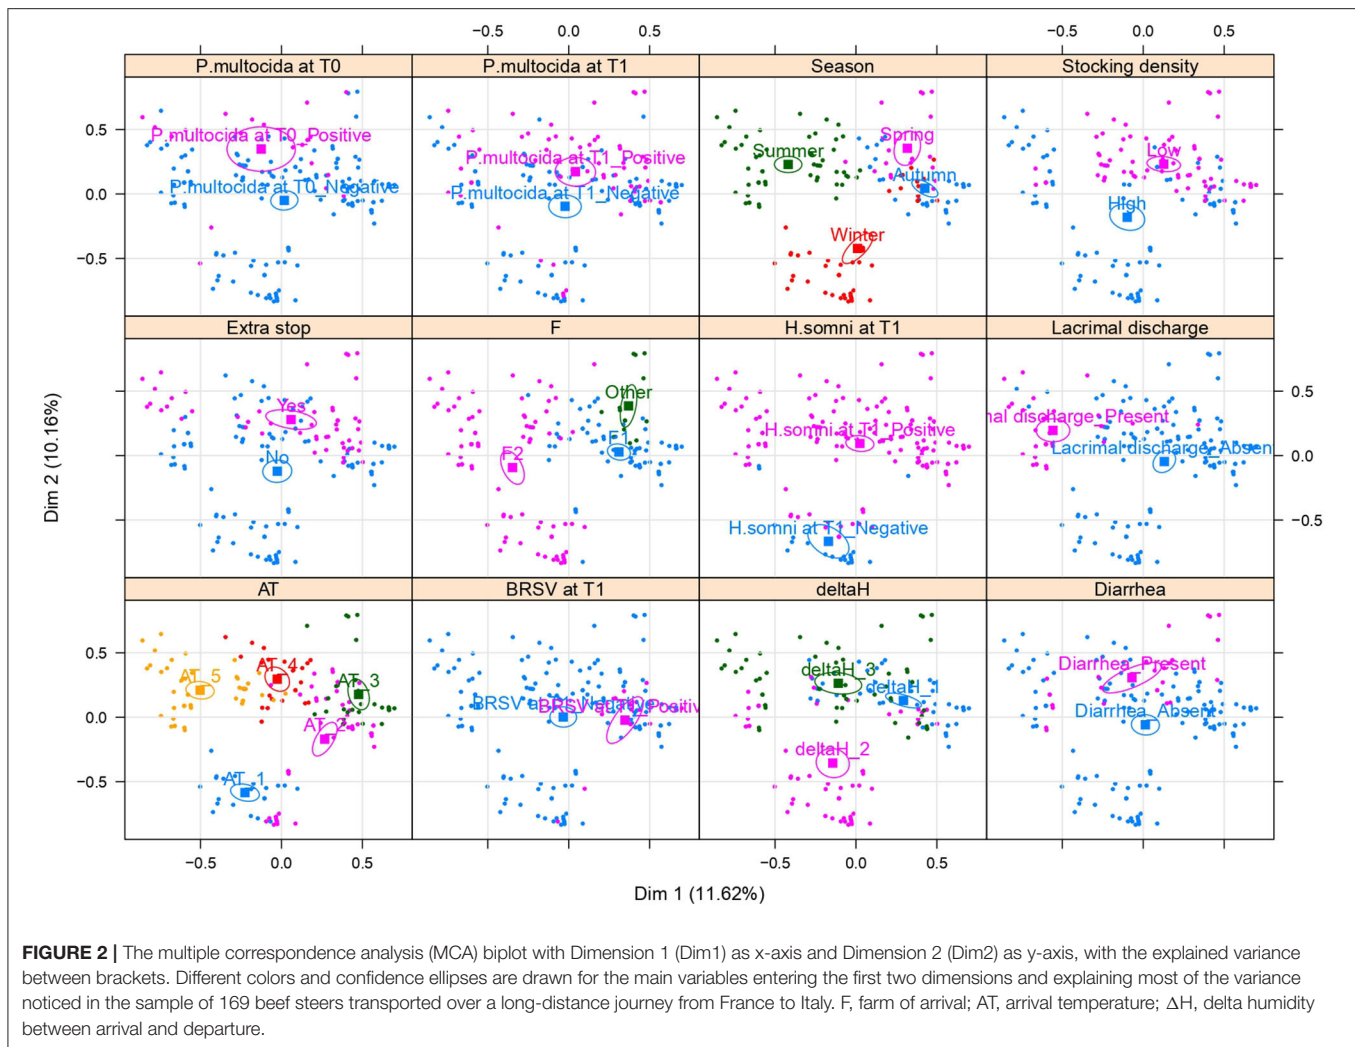 −0.5 0.0 0.5 −0.5 0.0 0.5
P.multocida at T0 P.multocida at T1 Season Stocking density
0.5 0.0 −0.5
P.multocida at T0_Positive
P.multocida at T0_Negative
P.multocida at T1_Positive
P.multocida at T1_Negative
Summer
Spring
Autumn
Winter
Low
High
Extra stop F H.somni at T1 Lacrimal discharge
Yes
No
Other
F1
F2
H.somni at T1_Positive
H.somni at T1_Negative
nal discharge_Present
Lacrimal discharge_Absen
0.5 0.0 −0.5
AT BRSV at T1 deltaH Diarrhea
0.5 0.0 −0.5
AT_5
AT_4
AT_3
AT_2
AT_1
BRSV at T1_Negative
BRSV at T1_Positiv
deltaH_3
deltaH_1
deltaH_2
Diarrhea_Present
Diarrhea_Absent
−0.5 0.0 0.5 −0.5 0.0 0.5
Dim 2 (10.16%)
Dim 1 (11.62%)
FIGURE 2 | The multiple correspondence analysis (MCA) biplot with Dimension 1 (Dim1) as x-axis and Dimension 2 (Dim2) as y-axis, with the explained variance
between brackets. Different colors and confidence ellipses are drawn for the main variables entering the first two dimensions and explaining most of the variance
noticed in the sample of 169 beef steers transported over a long-distance journey from France to Italy. F, farm of arrival; AT, arrival temperature; ΔH, delta humidity
between arrival and departure.